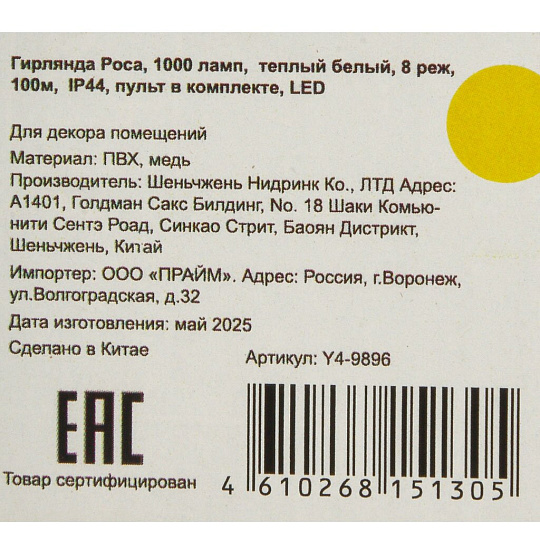 Гирлянда Роса, 1000 ламп, теплый белый, 8 реж,
100м, IP44, пульт в комплекте, LED
Для декора помещений
Материал: ПВХ, медь
Производитель: Шеньчжень Нидринк Ко., ЛТД Адрес:
А1401, Голдман Сакс Билдинг, No. 18 Шаки Комью-
нити Сентэ Роад, Синкао Стрит, Баоян Дистрикт,
Шеньчжень, Китай
Импортер: ООО «ПРАЙМ». Адрес: Россия, г.Воронеж,
ул.Волгоградская, д.32
Дата изготовления: май 2025
Сделано в Китае
Артикул: Y4-9896
EAC
Товар сертифицирован
4 610268 151305